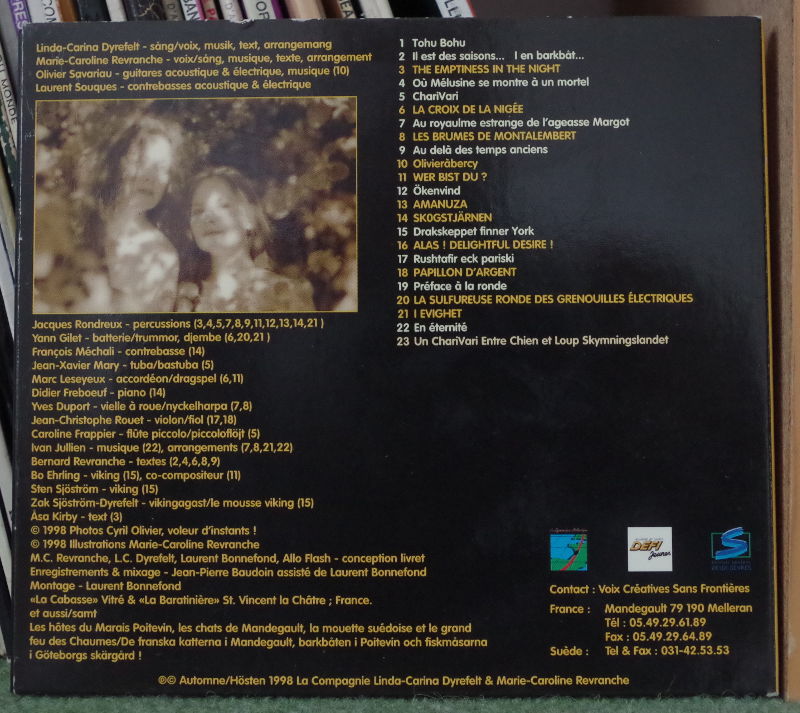 Linda-Carina Dyrefelt - sång/voix, musik, text, arrangemang
Marie-Caroline Revranche - voix/sång, musique, texte, arrangement
Olivier Savariau - guitares acoustique & électrique, musique (10)
Laurent Souques - contrebasses acoustique & électrique
Jacques Rondreux - percussions (3,4,5,7,8,9,11,12,13,14,21 )
Yann Gilet - batterie/trummor, djembe (6,20,21 )
François Méchali - contrebasse (14)
Jean-Xavier Mary - tuba/bastuba (5)
Marc Leseyeux - accordéon/dragspel (6,11)
Didier Freboeuf - piano (14)
Yves Duport - vielle à roue/nyckelharpa (7,8)
Jean-Christophe Rouet - violon/fiol (17,18)
Caroline Frappier - flûte piccolo/piccoloflöjt (5)
Ivan Jullien - musique (22), arrangements (7,8,21,22)
Bernard Revranche - textes (2,4,6,8,9)
Bo Ehrling - viking (15), co-compositeur (11)
Sten Sjöström - viking (15)
Zak Sjöström-Dyrefelt - vikingagast/le mousse viking (15)
Åsa Kirby - text (3)
© 1998 Photos Cyril Olivier, voleur d'instants !
© 1998 Illustrations Marie-Caroline Revranche
M.C. Revranche, L.C. Dyrefelt, Laurent Bonnefond, Allo Flash - conception livret
Enregistrements & mixage - Jean-Pierre Baudoin assisté de Laurent Bonnefond
Montage - Laurent Bonnefond
«La Cabasse» Vitré & «La Baratinière» St. Vincent la Châtre ; France.
et aussi/samt
Les hôtes du Marais Poitevin, les chats de Mandegault, la mouette suédoise et le grand
feu des Chaumes/De franska katterna i Mandegault, barkbåten i Poitevin och fiskmåsarna
i Göteborgs skärgård !
1 Tohu Bohu
2 Il est des saisons... I en barkbåt...
3 THE EMPTINESS IN THE NIGHT
4 Où Mélusine se montre à un mortel
5 ChariVari
6 LA CROIX DE LA NIGÉE
7 Au royaulme estrange de l'ageasse Margot
8 LES BRUMES DE MONTALEMBERT
9 Au delà des temps anciens
10 Olivieràbercy
11 WER BIST DU ?
12 Ökenvind
13 AMANUZA
14 SKOGSTJÄRNEN
15 Drakskeppet finner York
16 ALAS ! DELIGHTFUL DESIRE !
17 Rushtafir eck pariski
18 PAPILLON D'ARGENT
19 Préface à la ronde
20 LA SULFUREUSE RONDE DES GRENOUILLES ÉLECTRIQUES
21 I EVIGHET
22 En éternité
23 Un ChariVari Entre Chien et Loup Skymningslandet
DEFI
Jeunes
DEUX-SEVRES
Contact : Voix Créatives Sans Frontières
France : Mandegault 79 190 Melleran
Tél : 05.49.29.61.89
Fax : 05.49.29.64.89
Suède : Tel & Fax : 031-42.53.53
℗© Automne/Hösten 1998 La Compagnie Linda-Carina Dyrefelt & Marie-Caroline Revranche